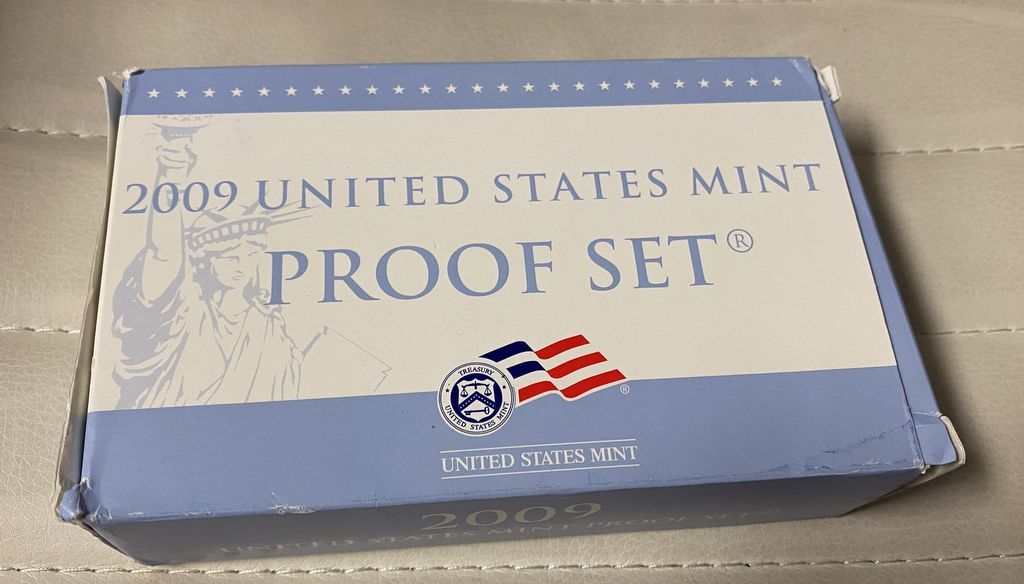 2009 UNITED STATES MINT
PROOF SET®
TREASURY
UNITED STATES MINT
®
UNITED STATES MINT
2009
UNITED STATES MINT PROOF SET®